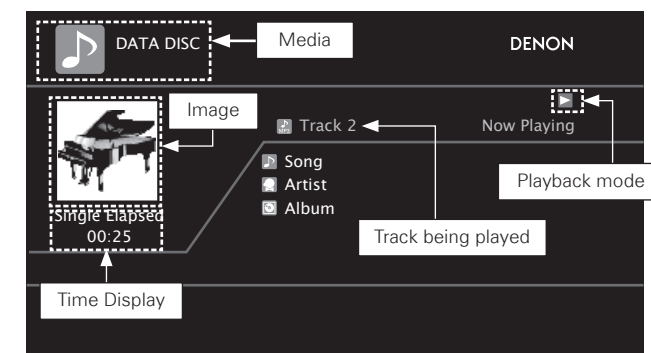 DATA DISC
Media
DENON
Image
MP3
Track 2
Now Playing
Song
Artist
Album
Playback mode
Single Elapsed
00:25
Track being played
Time Display